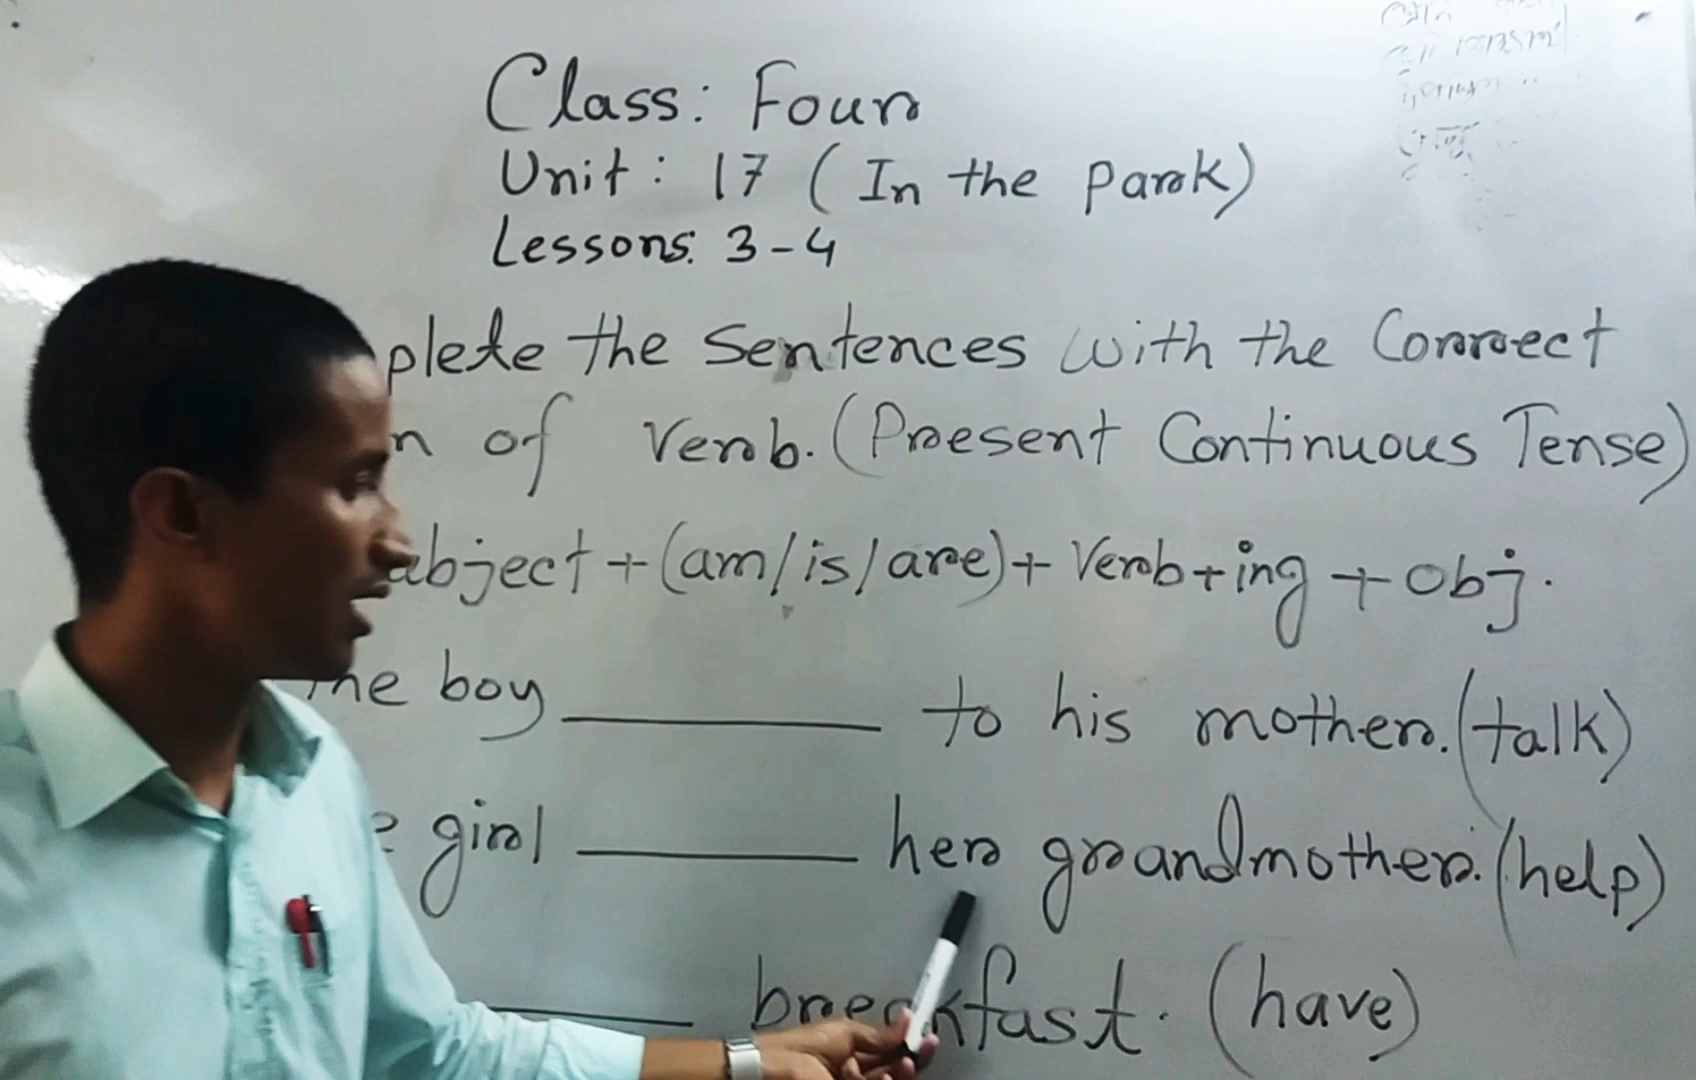 Class: Four
Unit: 17 (In the Park)
Lessons: 3-4
plete the Sentences with the Correct
of Verb. (Present Continuous Tense)
bject + (am/is/are) + Verb+ing + obj.
he boy ________ to his mother. (talk)
girl ________ her grandmother. (help)
________ breakfast. (have)